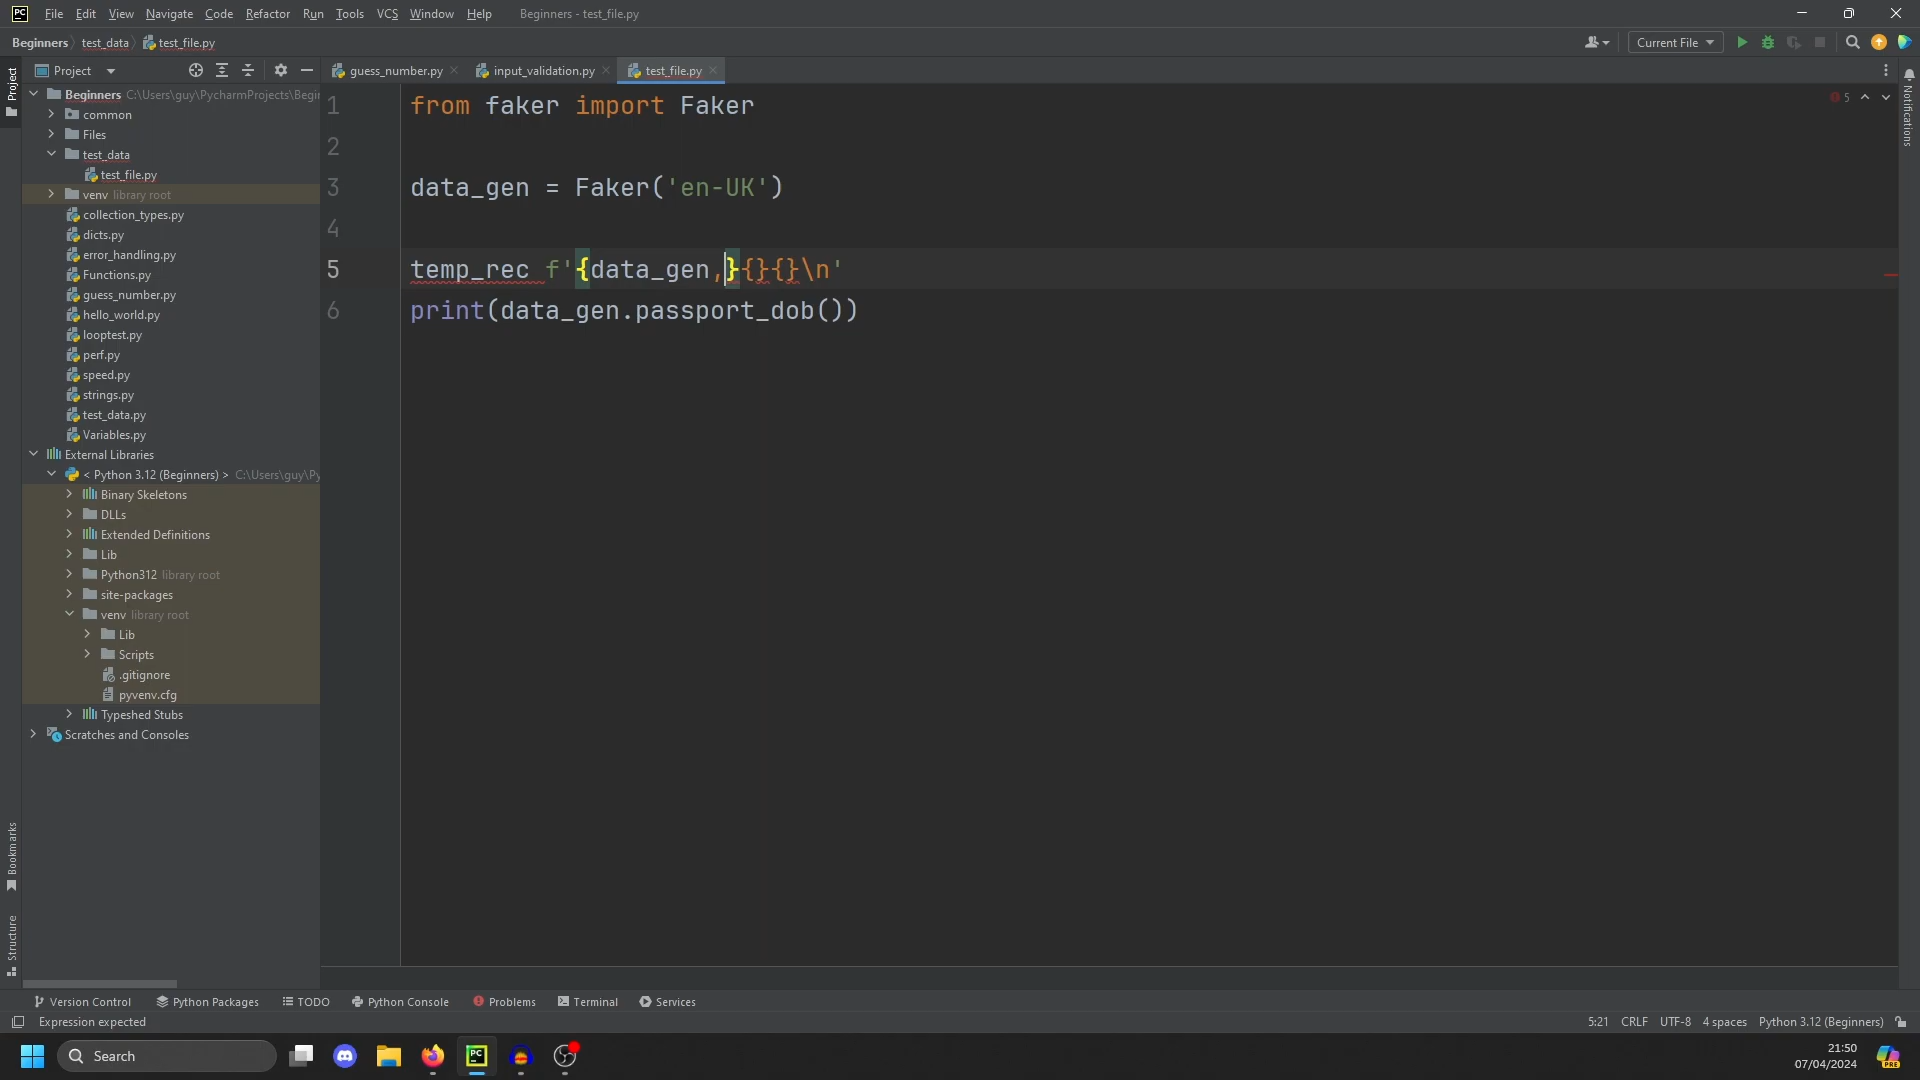 PC File Edit View Navigate Code Refactor Run Tools VCS Window Help Beginners - test_file.py
Beginners test_data test_file.py Current File
Project guess_number.py input_validation.py test_file.py
Project
Notifications
Bookmarks
Structure
Beginners C:\Users\guy\PycharmProjects\Begi
common
Files
test_data
test_file.py
venv library root
collection_types.py
dicts.py
error_handling.py
Functions.py
guess_number.py
hello_world.py
looptest.py
perf.py
speed.py
strings.py
test_data.py
Variables.py
External Libraries
< Python 3.12 (Beginners) > C:\Users\guy\Py
Binary Skeletons
DLLs
Extended Definitions
Lib
Python312 library root
site-packages
venv library root
Lib
Scripts
.gitignore
pyvenv.cfg
Typeshed Stubs
Scratches and Consoles
5
1 from faker import Faker
2
3 data_gen = Faker('en-UK')
4
5 temp_rec f'{data_gen,}{}{}\n'
6 print(data_gen.passport_dob())
Version Control Python Packages TODO Python Console Problems Terminal Services
Expression expected 5:21 CRLF UTF-8 4 spaces Python 3.12 (Beginners)
Search PC 21:50
07/04/2024
PRE